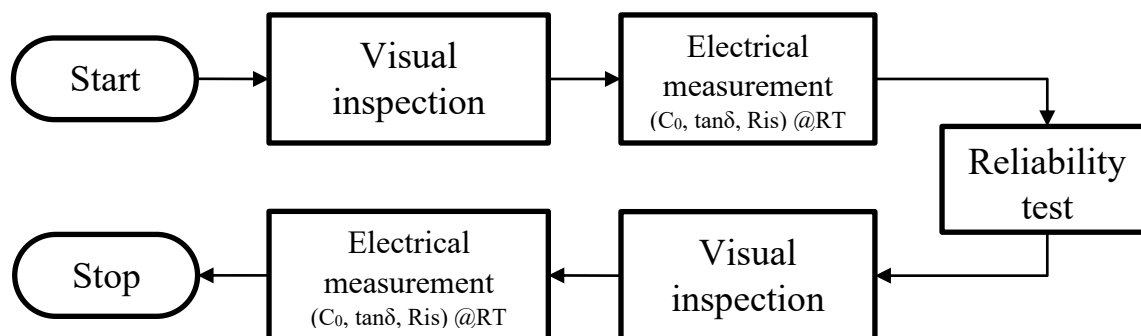 Start
Visual
inspection
Electrical
measurement
(C₀, tanδ, Ris) @RT
Reliability
test
Visual
inspection
Electrical
measurement
(C₀, tanδ, Ris) @RT
Stop